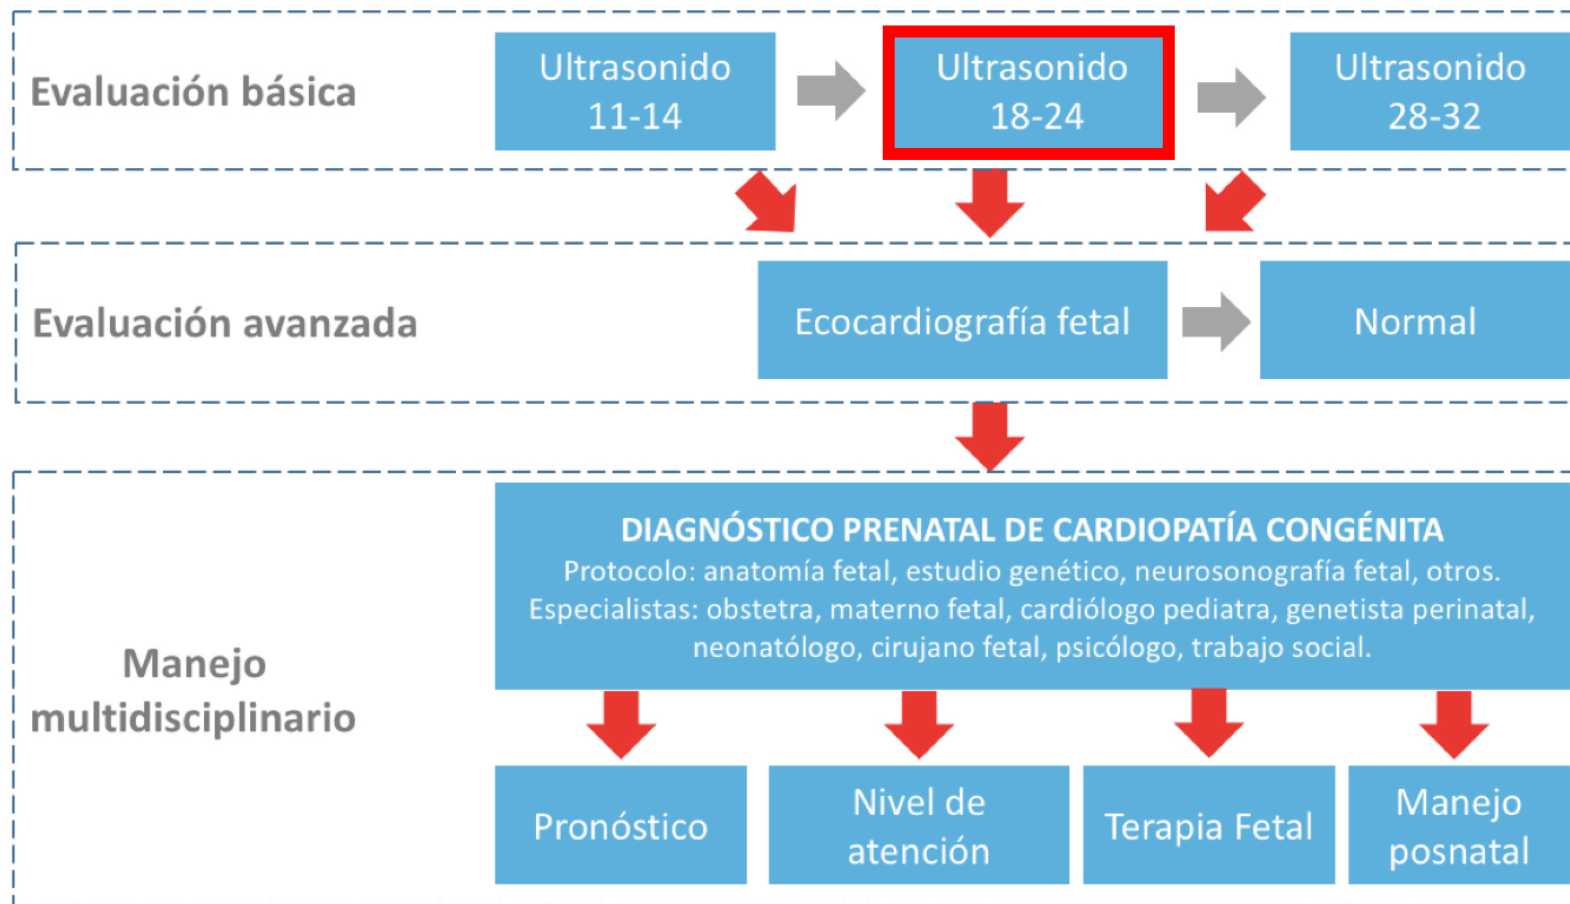 Evaluación básica
Ultrasonido
11-14
Ultrasonido
18-24
Ultrasonido
28-32
Evaluación avanzada
Ecocardiografía fetal
Normal
Manejo
multidisciplinario
DIAGNÓSTICO PRENATAL DE CARDIOPATÍA CONGÉNITA
Protocolo: anatomía fetal, estudio genético, neurosonografía fetal, otros.
Especialistas: obstetra, materno fetal, cardiólogo pediatra, genetista perinatal,
neonatólogo, cirujano fetal, psicólogo, trabajo social.
Pronóstico
Nivel de
atención
Terapia Fetal
Manejo
posnatal